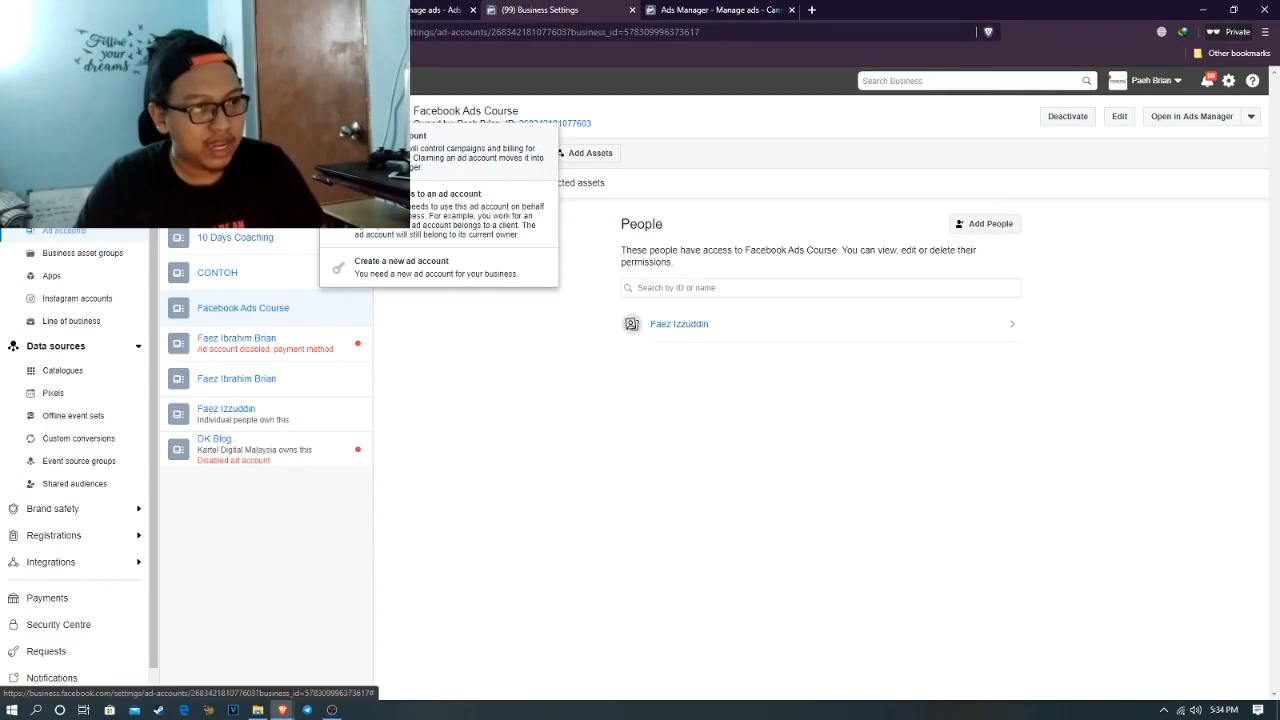 nage ads - Ads
Ads Manager - Manage ads - Cam
ttings/ad-accounts/268342181077603?business_id=578309996373617
Private
Other bookmarks
Follow
your
dreams
Search Business
Paeh Brian
Facebook Ads Course
268342181077603
Deactivate
Edit
Open in Ads Manager
Add Assets
cted assets
ount
will control campaigns and billing for
Claiming an ad account moves it into
ger.
s to an ad account
needs to use this ad account on behalf
ness. For example, you work for an
ad account belongs to a client. The
ad account will still belong to its current owner.
Create a new ad account
You need a new ad account for your business.
People
Add People
These people have access to Facebook Ads Course. You can view, edit or delete their
permissions.
Search by ID or name
Faez Izzuddin
Ad accounts
Business asset groups
Apps
Instagram accounts
Line of business
Data sources
Catalogues
Pixels
Offline event sets
Custom conversions
Event source groups
Shared audiences
Brand safety
Registrations
Integrations
Payments
Security Centre
Requests
Notifications
10 Days Coaching
CONTOH
Facebook Ads Course
Faez Ibrahim Brian
Ad account disabled, payment method
Faez Ibrahim Brian
Faez Izzuddin
Individual people own this
DK Blog
Kartel Digital Malaysia owns this
Disabled ad account
https://business.facebook.com/settings/ad-accounts/268342181077603?business_id=578309996373617#
5:34 PM